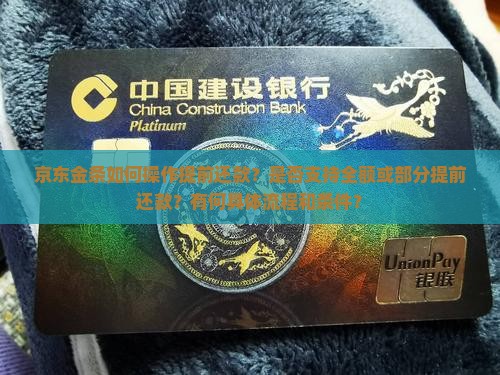 中国建设银行
China Construction Bank
Platinum
京东金条如何操作提前还款？是否支持全额或部分提前
还款？有何具体流程和条件？
UnionPay
银联